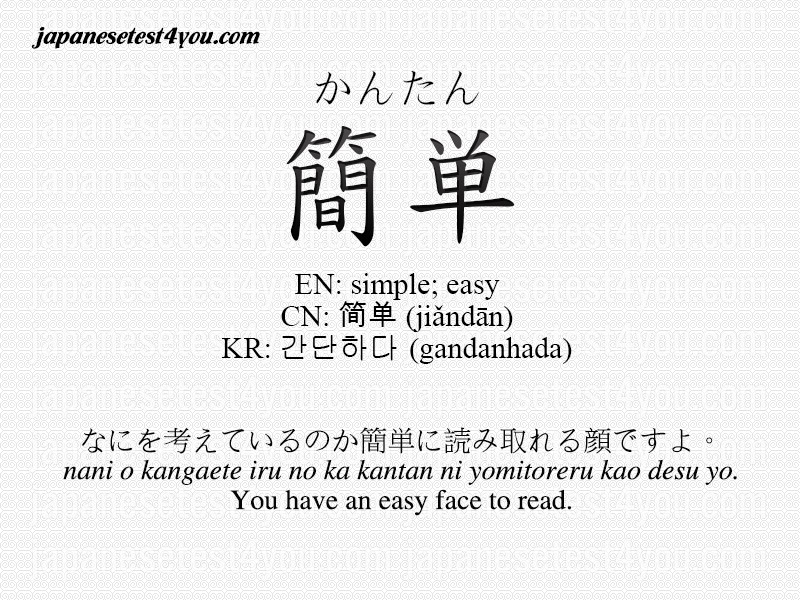 japanesetest4you.com
かんたん
簡単
EN: simple; easy
CN: 简单 (jiǎndān)
KR: 간단하다 (gandanhada)
なにを考えているのか簡単に読み取れる顔ですよ。
nani o kangaete iru no ka kantan ni yomitoreru kao desu yo.
You have an easy face to read.